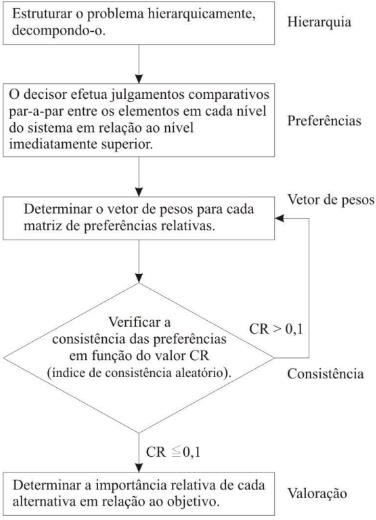 Estruturar o problema hierarquicamente,
decompondo-o.
Hierarquia
O decisor efetua julgamentos comparativos
par-a-par entre os elementos em cada nível
do sistema em relação ao nível
imediatamente superior.
Preferências
Vetor de pesos
Determinar o vetor de pesos para cada
matriz de preferências relativas.
Verificar a
consistência das preferências
em função do valor CR
(indice de consistência aleatório).
CR > 0,1
Consistência
CR ≦0,1
Determinar a importância relativa de cada
alternativa em relação ao objetivo.
Valoração